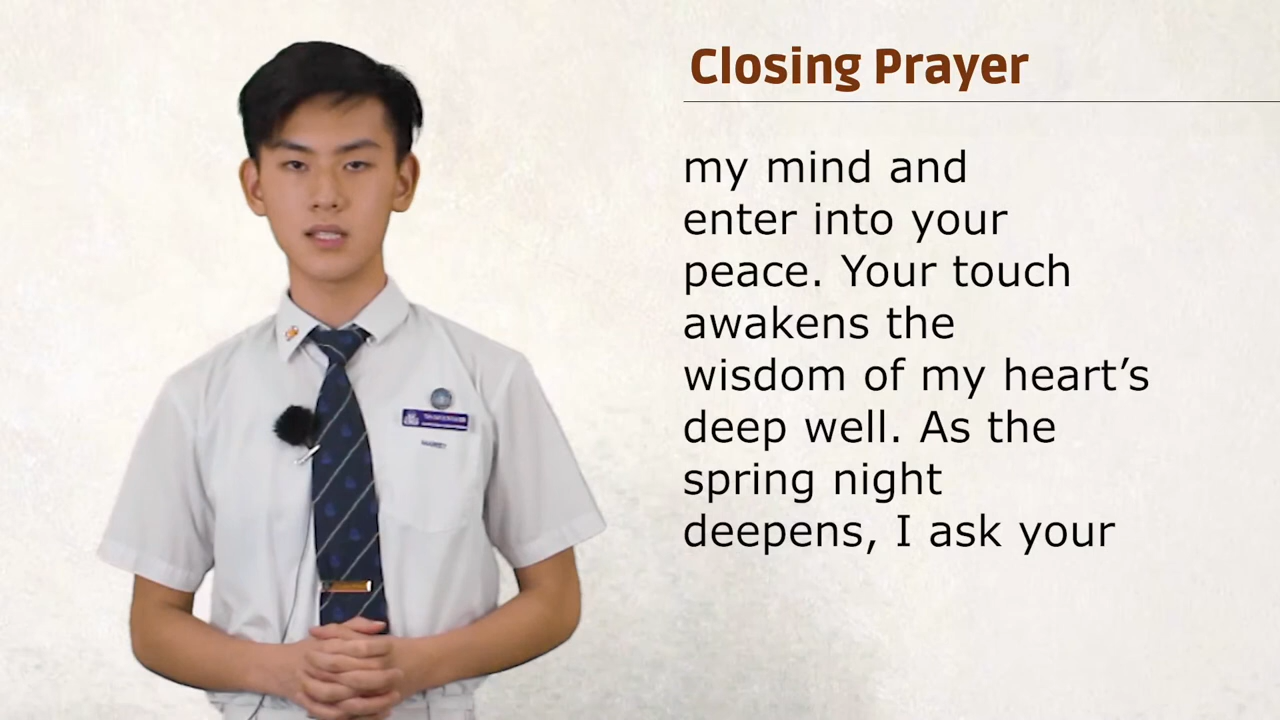 Closing Prayer
my mind and
enter into your
peace. Your touch
awakens the
wisdom of my heart’s
deep well. As the
spring night
deepens, I ask your